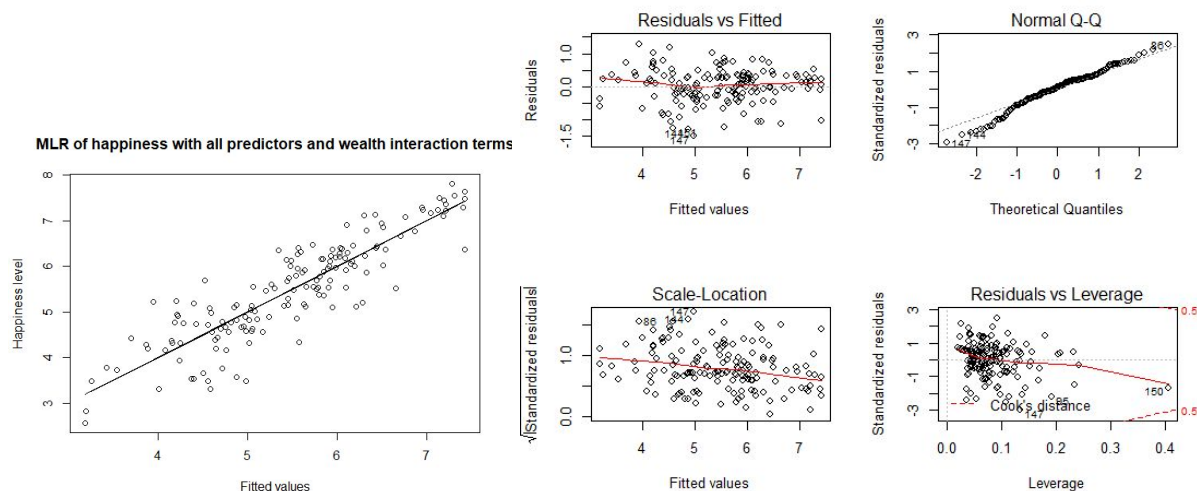 MLR of happiness with all predictors and wealth interaction terms
Happiness level
8
7
6
5
4
3
4 5 6 7
Fitted values
Residuals vs Fitted
Residuals
1.0
0.0
-1.5
147
4 5 6 7
Fitted values
Normal Q-Q
Standardized residuals
3
1
-1
-3
86
144
147
-2 -1 0 1 2
Theoretical Quantiles
Scale-Location
√|Standardized residuals|
1.0
0.0
147
86 144
4 5 6 7
Fitted values
Residuals vs Leverage
Standardized residuals
3
1
-1
-3
0.5
150
85
Cook's distance
0.5
147
0.0 0.1 0.2 0.3 0.4
Leverage